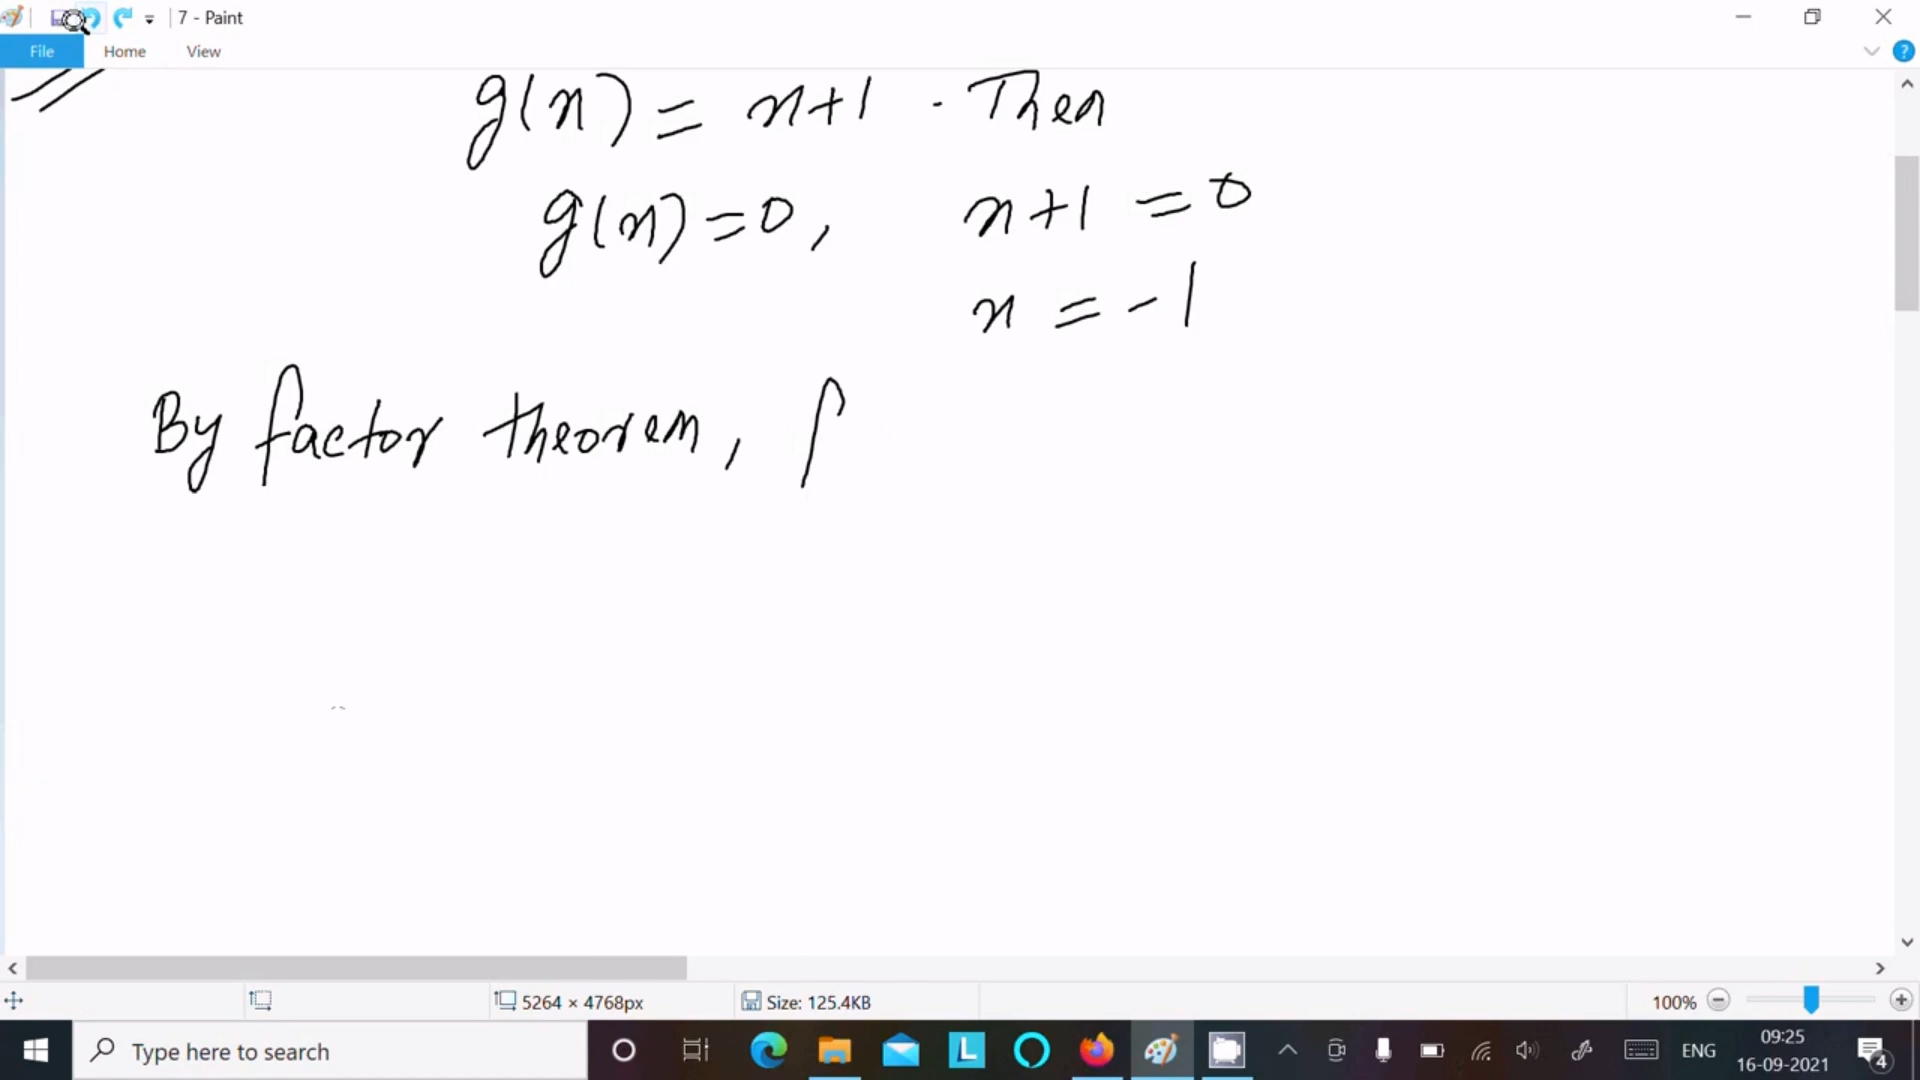 7 - Paint
File Home View
g(x) = x+1 . Then
g(x) = 0, x+1 = 0
x = -1
By factor theorem, f
5264 × 4768px Size: 125.4KB 100%
Type here to search L ENG 09:25
16-09-2021 4